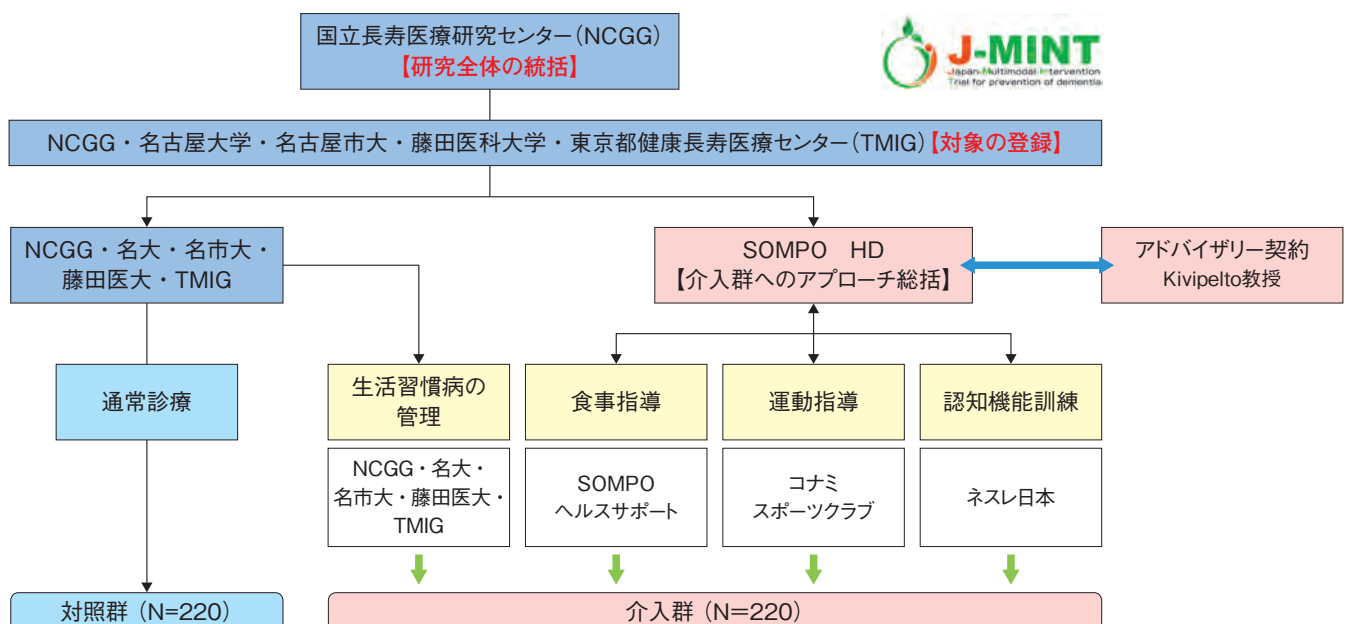 国立長寿医療研究センター(NCGG)
【研究全体の統括】
J-MINT
Japan-Multimodal Intervention
Trial for prevention of dementia
NCGG・名古屋大学・名古屋市大・藤田医科大学・東京都健康長寿医療センター(TMIG)【対象の登録】
NCGG・名大・名市大・
藤田医大・TMIG
SOMPO HD
【介入群へのアプローチ総括】
アドバイザリー契約
Kivipelto教授
通常診療
生活習慣病の
管理
食事指導
運動指導
認知機能訓練
NCGG・名大・
名市大・藤田医大・
TMIG
SOMPO
ヘルスサポート
コナミ
スポーツクラブ
ネスレ日本
対照群(N=220)
介入群(N=220)